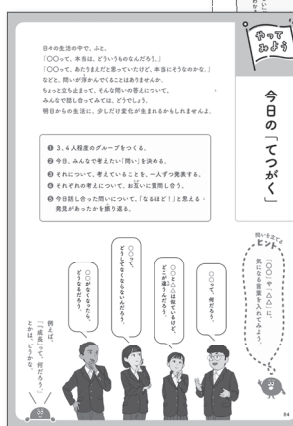 やって
みよう
今日の「てつがく」
日々の生活の中で、ふと、
「〇〇って、本当は、どういうものなんだろう。」
「〇〇って、あたりまえだと思っていたけど、本当にそうなのかな。」
などと、問いが浮かんでくることはありませんか。
ちょっと立ち止まって、そんな問いの答えについて、
みんなで話し合ってみては、どうでしょう。
明日からの生活に、少しだけ変化が生まれるかもしれませんよ。
❶ 3、4人程度のグループをつくる。
❷ 今日、みんなで考えたい「問い」を決める。
❸ それについて、考えていることを、一人ずつ発表する。
❹ それぞれの考えについて、お互いに質問し合う。
❺ 今日話し合った問いについて、「なるほど！」と思える
発見があったかを振り返る。
問いを立てる
ヒント
「〇〇」や「△△」に、
気になる言葉を入れてみよう。
〇〇って、何だろう。
〇〇と△△は似ているけど、
どこが違うんだろう。
〇〇って、
どうしてなくならないんだろう。
〇〇がなくなったら、
どうなるだろう。
例えば、
「『成長』って、何だろう。」
とかは、どうかな。
84